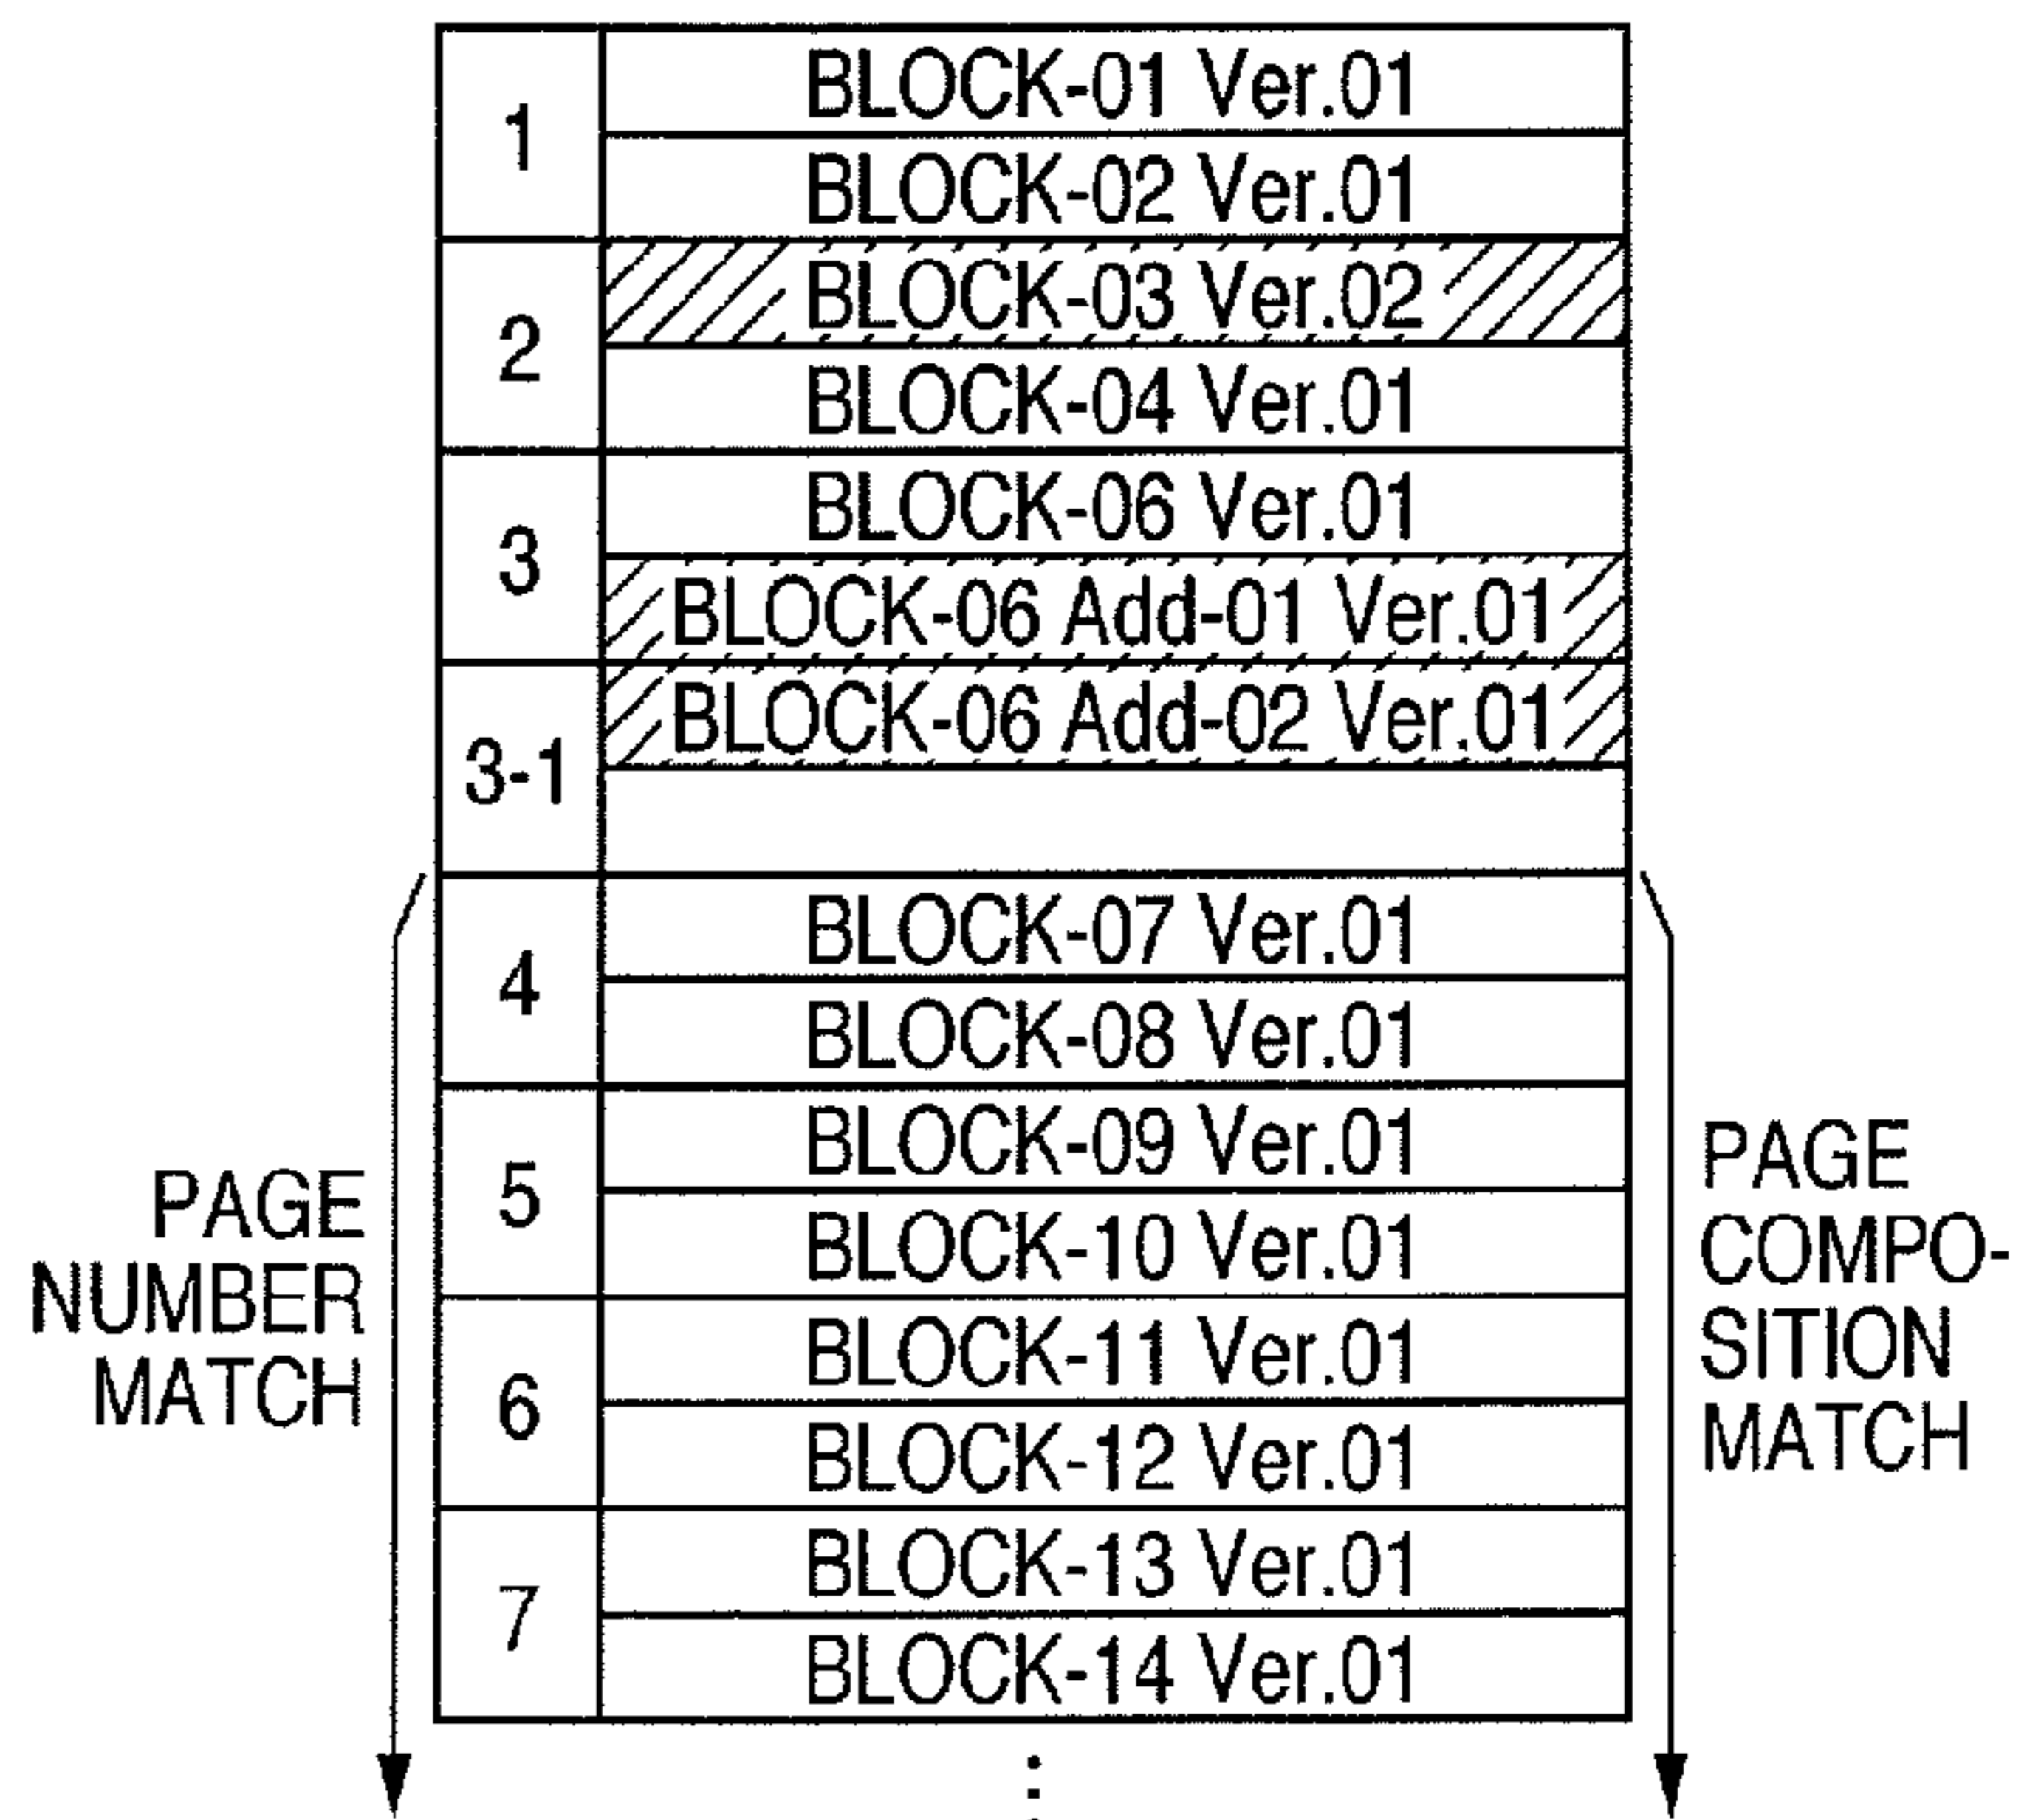 1
BLOCK-01 Ver.01
BLOCK-02 Ver.01
2
BLOCK-03 Ver.02
BLOCK-04 Ver.01
3
BLOCK-06 Ver.01
BLOCK-06 Add-01 Ver.01
3-1
BLOCK-06 Add-02 Ver.01
4
BLOCK-07 Ver.01
BLOCK-08 Ver.01
5
BLOCK-09 Ver.01
BLOCK-10 Ver.01
6
BLOCK-11 Ver.01
BLOCK-12 Ver.01
7
BLOCK-13 Ver.01
BLOCK-14 Ver.01
PAGE
NUMBER
MATCH
PAGE
COMPO-
SITION
MATCH